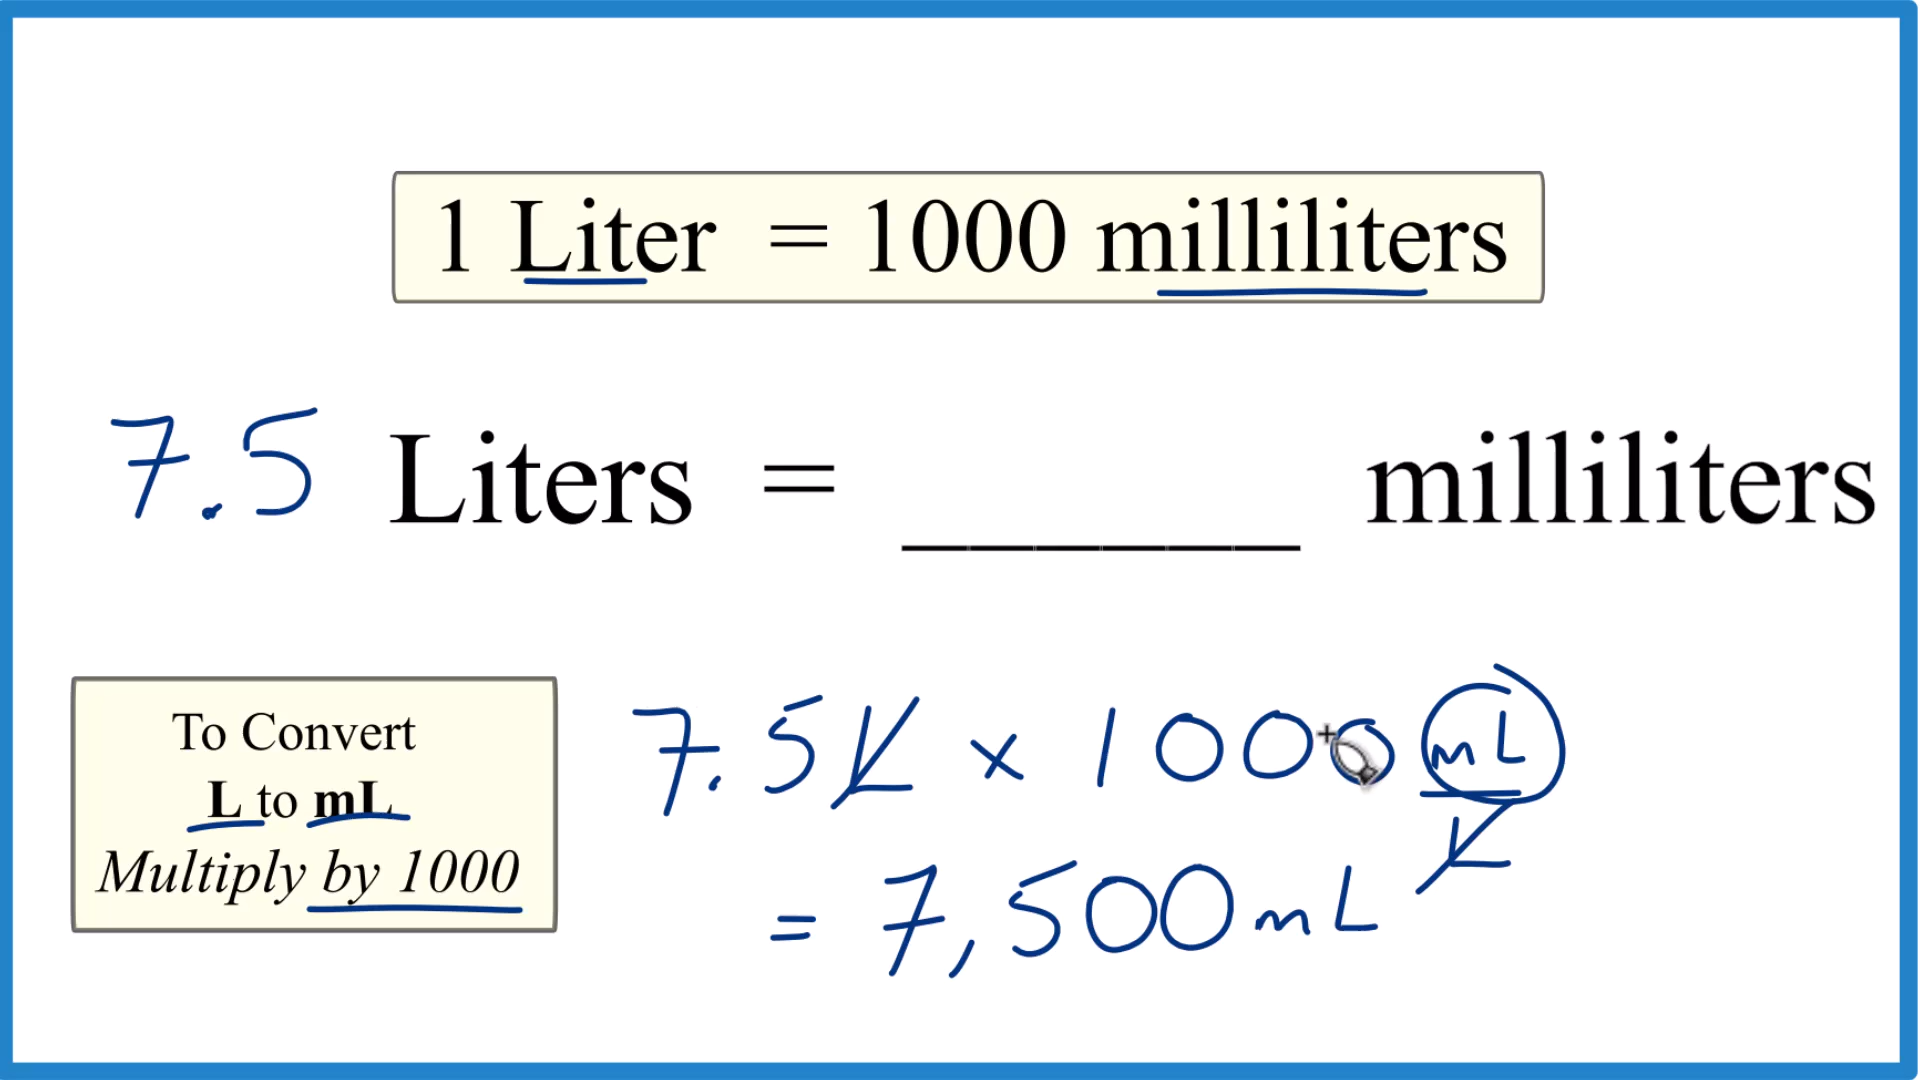 1 Liter = 1000 milliliters
7.5 Liters = ______ milliliters
To Convert
L to mL
Multiply by 1000
7.5 L x 1000 mL
L
= 7,500 mL